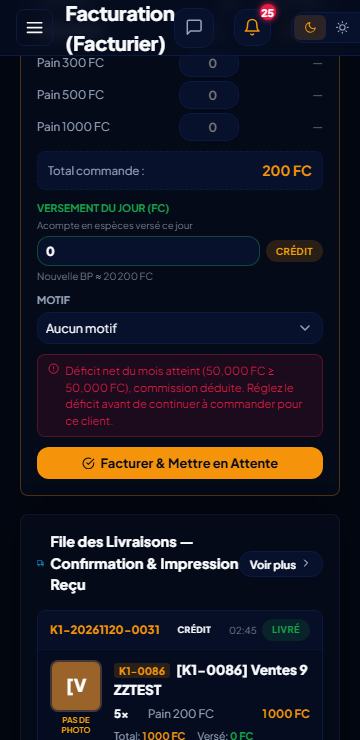 Facturation
(Facturier)
25
Pain 300 FC 0 —
Pain 500 FC 0 —
Pain 1000 FC 0 —
Total commande : 200 FC
VERSEMENT DU JOUR (FC)
Acompte en espèces versé ce jour
0 CRÉDIT
Nouvelle BP ≈ 20 200 FC
MOTIF
Aucun motif
Déficit net du mois atteint (50,000 FC ≥
50,000 FC), commission déduite. Réglez le
déficit avant de continuer à commander pour
ce client.
Facturer & Mettre en Attente
File des Livraisons —
Confirmation & Impression
Reçu
Voir plus
K1-20261120-0031 CRÉDIT 02:45 LIVRÉ
[V
PAS DE
PHOTO
K1-0086 [K1-0086] Ventes 9
ZZTEST
5x Pain 200 FC 1 000 FC
Total: 1 000 FC Versé: 0 FC